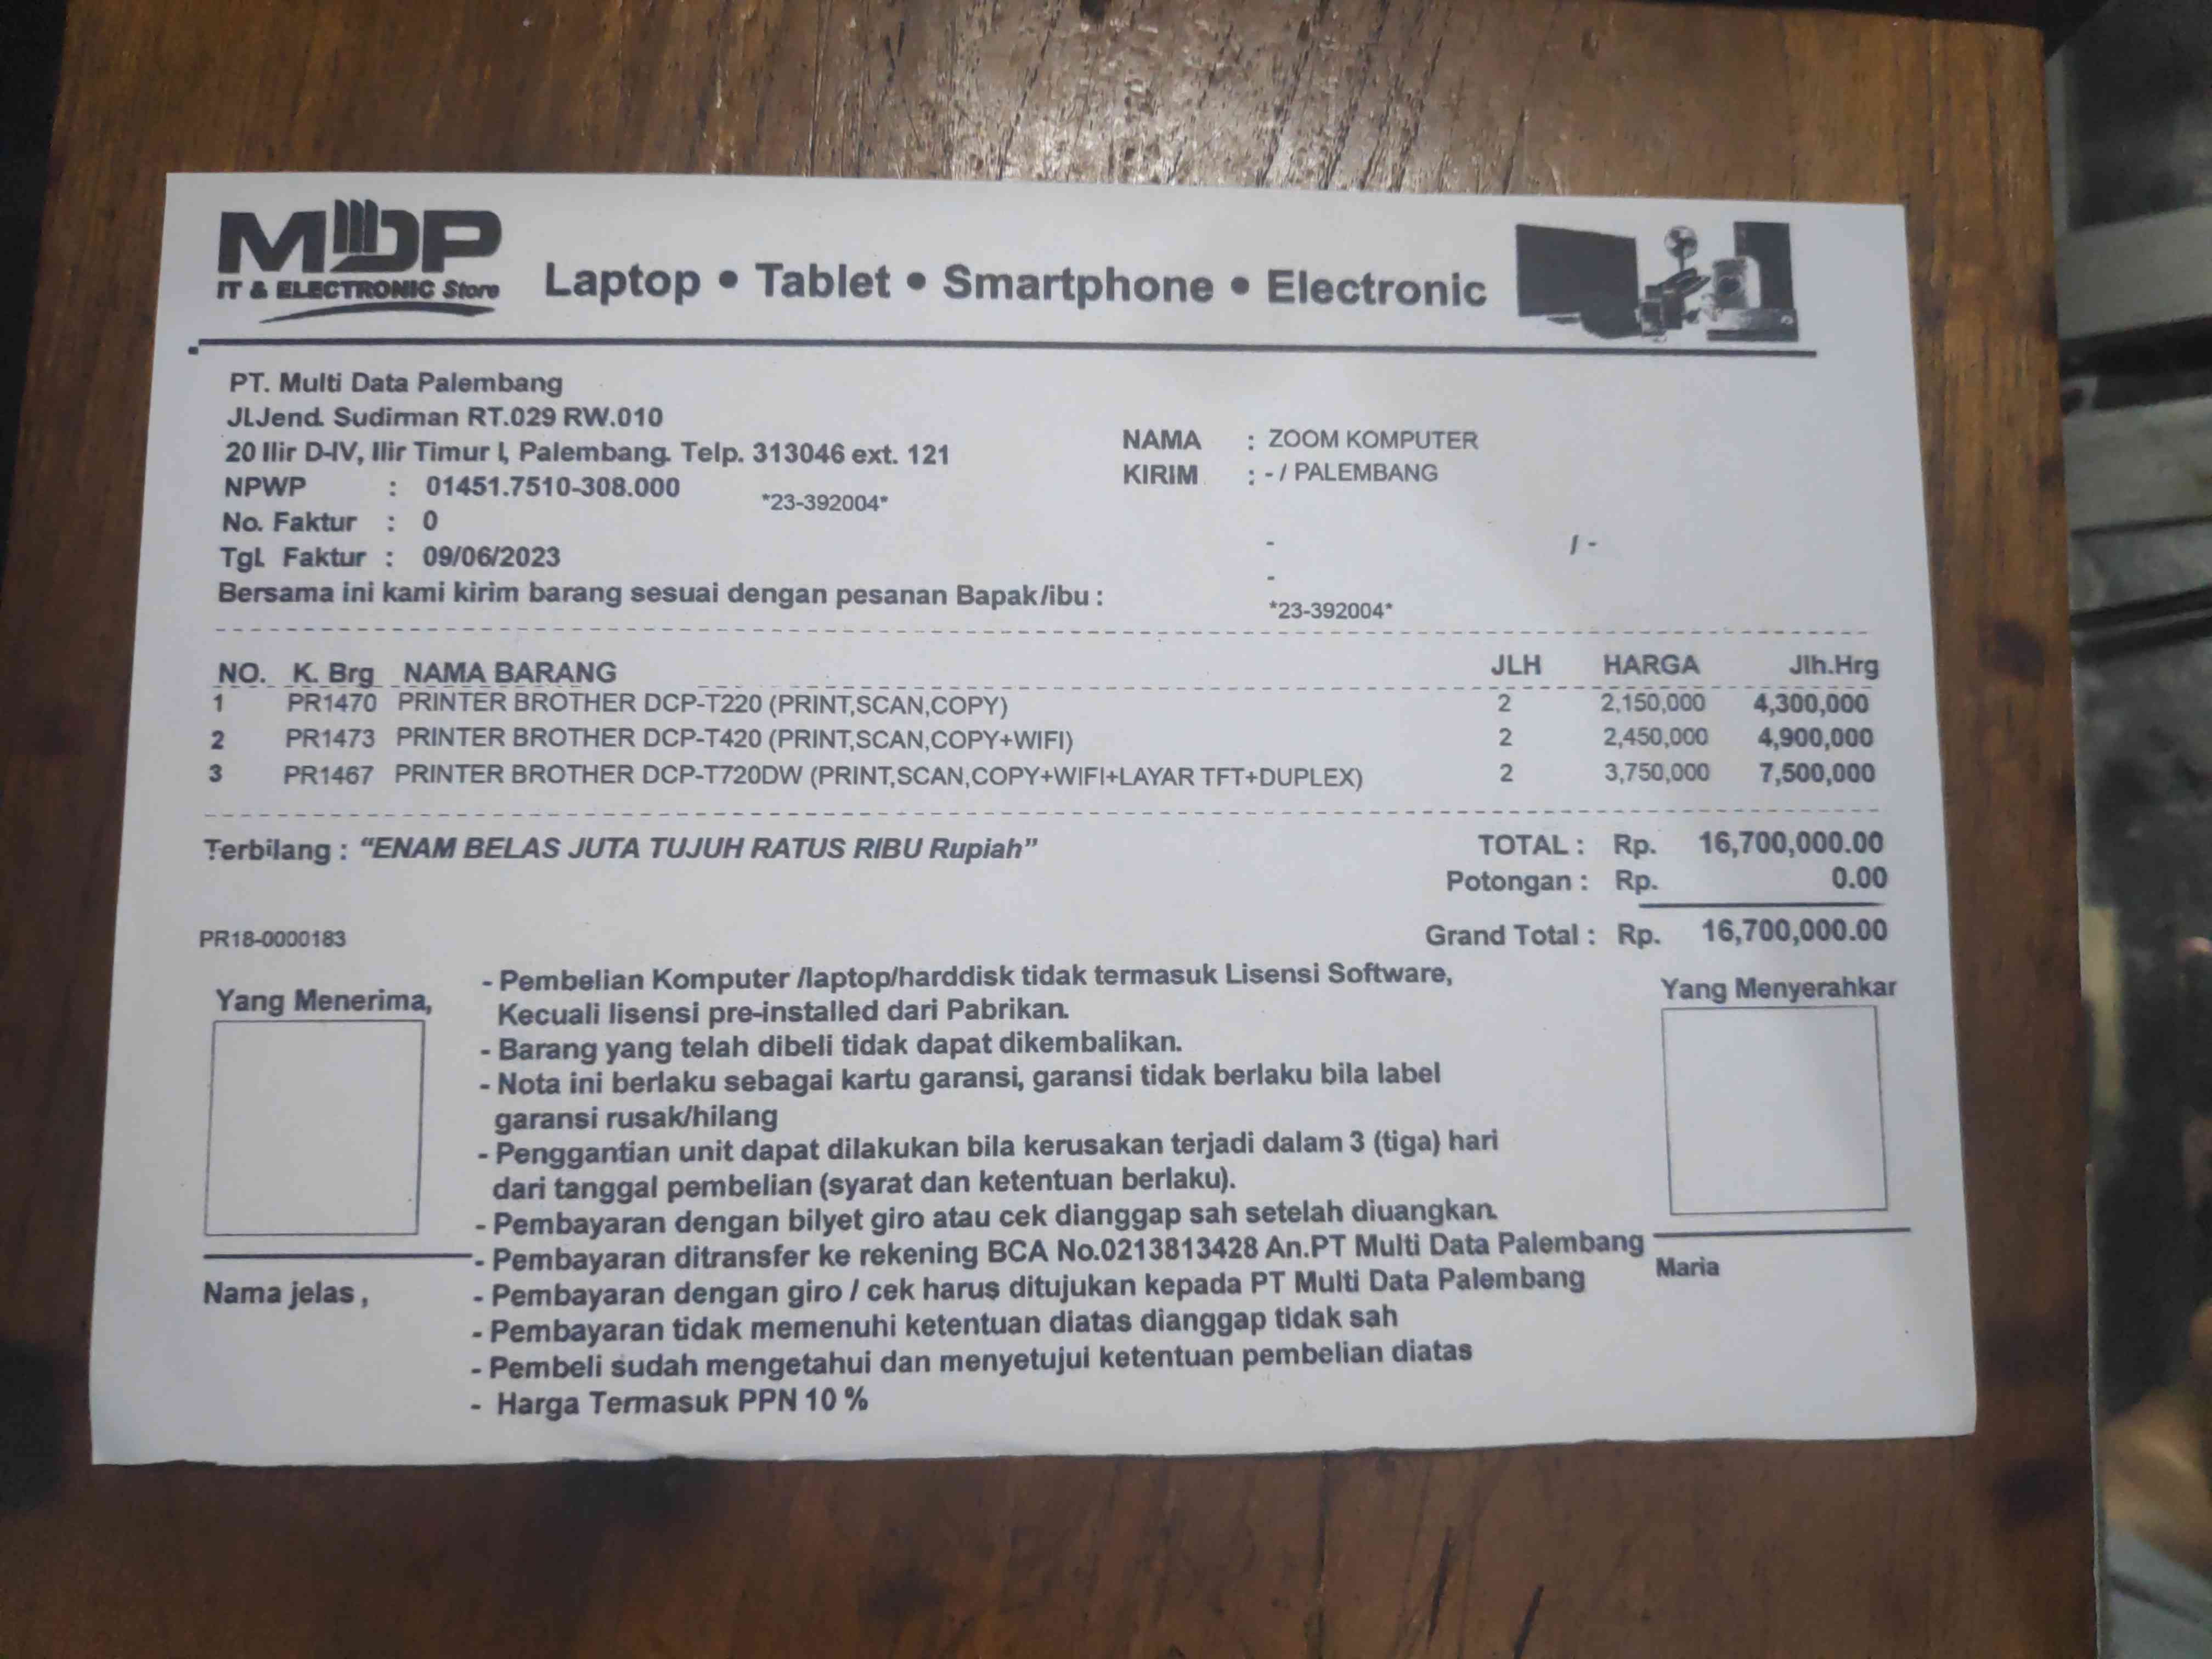 MDP
IT & ELECTRONIC Store
Laptop • Tablet • Smartphone • Electronic
PT. Multi Data Palembang
Jl.Jend. Sudirman RT.029 RW.010
20 Ilir D-IV, Ilir Timur I, Palembang. Telp. 313046 ext. 121
NPWP : 01451.7510-308.000
*23-392004*
No. Faktur : 0
Tgl. Faktur : 09/06/2023
Bersama ini kami kirim barang sesuai dengan pesanan Bapak/ibu :
NAMA : ZOOM KOMPUTER
KIRIM : - / PALEMBANG
- / -
-
*23-392004*
NO. K. Brg NAMA BARANG JLH HARGA Jlh.Hrg
1 PR1470 PRINTER BROTHER DCP-T220 (PRINT,SCAN,COPY) 2 2,150,000 4,300,000
2 PR1473 PRINTER BROTHER DCP-T420 (PRINT,SCAN,COPY+WIFI) 2 2,450,000 4,900,000
3 PR1467 PRINTER BROTHER DCP-T720DW (PRINT,SCAN,COPY+WIFI+LAYAR TFT+DUPLEX) 2 3,750,000 7,500,000
Terbilang : “ENAM BELAS JUTA TUJUH RATUS RIBU Rupiah”
TOTAL : Rp. 16,700,000.00
Potongan : Rp. 0.00
Grand Total : Rp. 16,700,000.00
PR18-0000183
Yang Menerima,
Nama jelas ,
- Pembelian Komputer /laptop/harddisk tidak termasuk Lisensi Software,
Kecuali lisensi pre-installed dari Pabrikan.
- Barang yang telah dibeli tidak dapat dikembalikan.
- Nota ini berlaku sebagai kartu garansi, garansi tidak berlaku bila label
garansi rusak/hilang
- Penggantian unit dapat dilakukan bila kerusakan terjadi dalam 3 (tiga) hari
dari tanggal pembelian (syarat dan ketentuan berlaku).
- Pembayaran dengan bilyet giro atau cek dianggap sah setelah diuangkan.
- Pembayaran ditransfer ke rekening BCA No.0213813428 An.PT Multi Data Palembang
- Pembayaran dengan giro / cek harus ditujukan kepada PT Multi Data Palembang
- Pembayaran tidak memenuhi ketentuan diatas dianggap tidak sah
- Pembeli sudah mengetahui dan menyetujui ketentuan pembelian diatas
- Harga Termasuk PPN 10 %
Yang Menyerahkar
Maria